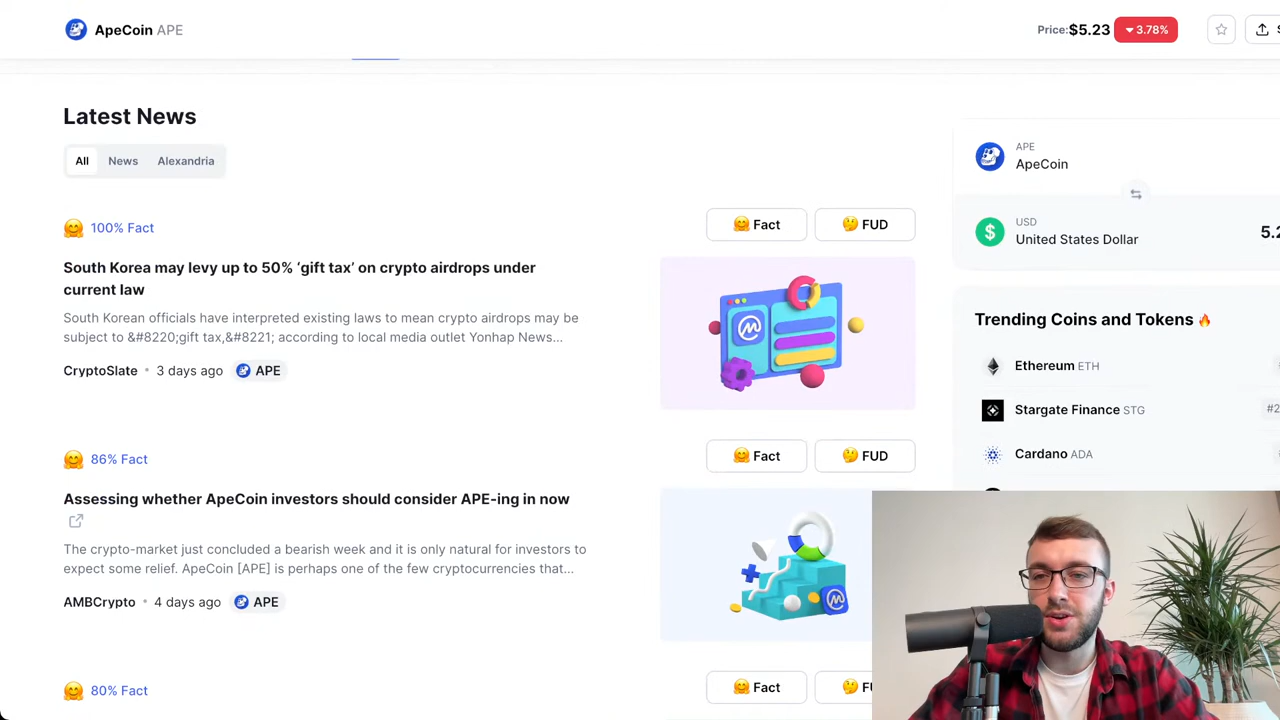 ApeCoin APE
Price:$5.23 3.78%
Latest News
All News Alexandria
100% Fact
Fact
FUD
South Korea may levy up to 50% ‘gift tax’ on crypto airdrops under
current law
South Korean officials have interpreted existing laws to mean crypto airdrops may be
subject to &#8220;gift tax,&#8221; according to local media outlet Yonhap News...
CryptoSlate • 3 days ago APE
86% Fact
Fact
FUD
Assessing whether ApeCoin investors should consider APE-ing in now
The crypto-market just concluded a bearish week and it is only natural for investors to
expect some relief. ApeCoin [APE] is perhaps one of the few cryptocurrencies that...
AMBCrypto • 4 days ago APE
80% Fact
Fact
APE
ApeCoin
USD
United States Dollar
5.2
Trending Coins and Tokens
Ethereum ETH
Stargate Finance STG
#2
Cardano ADA